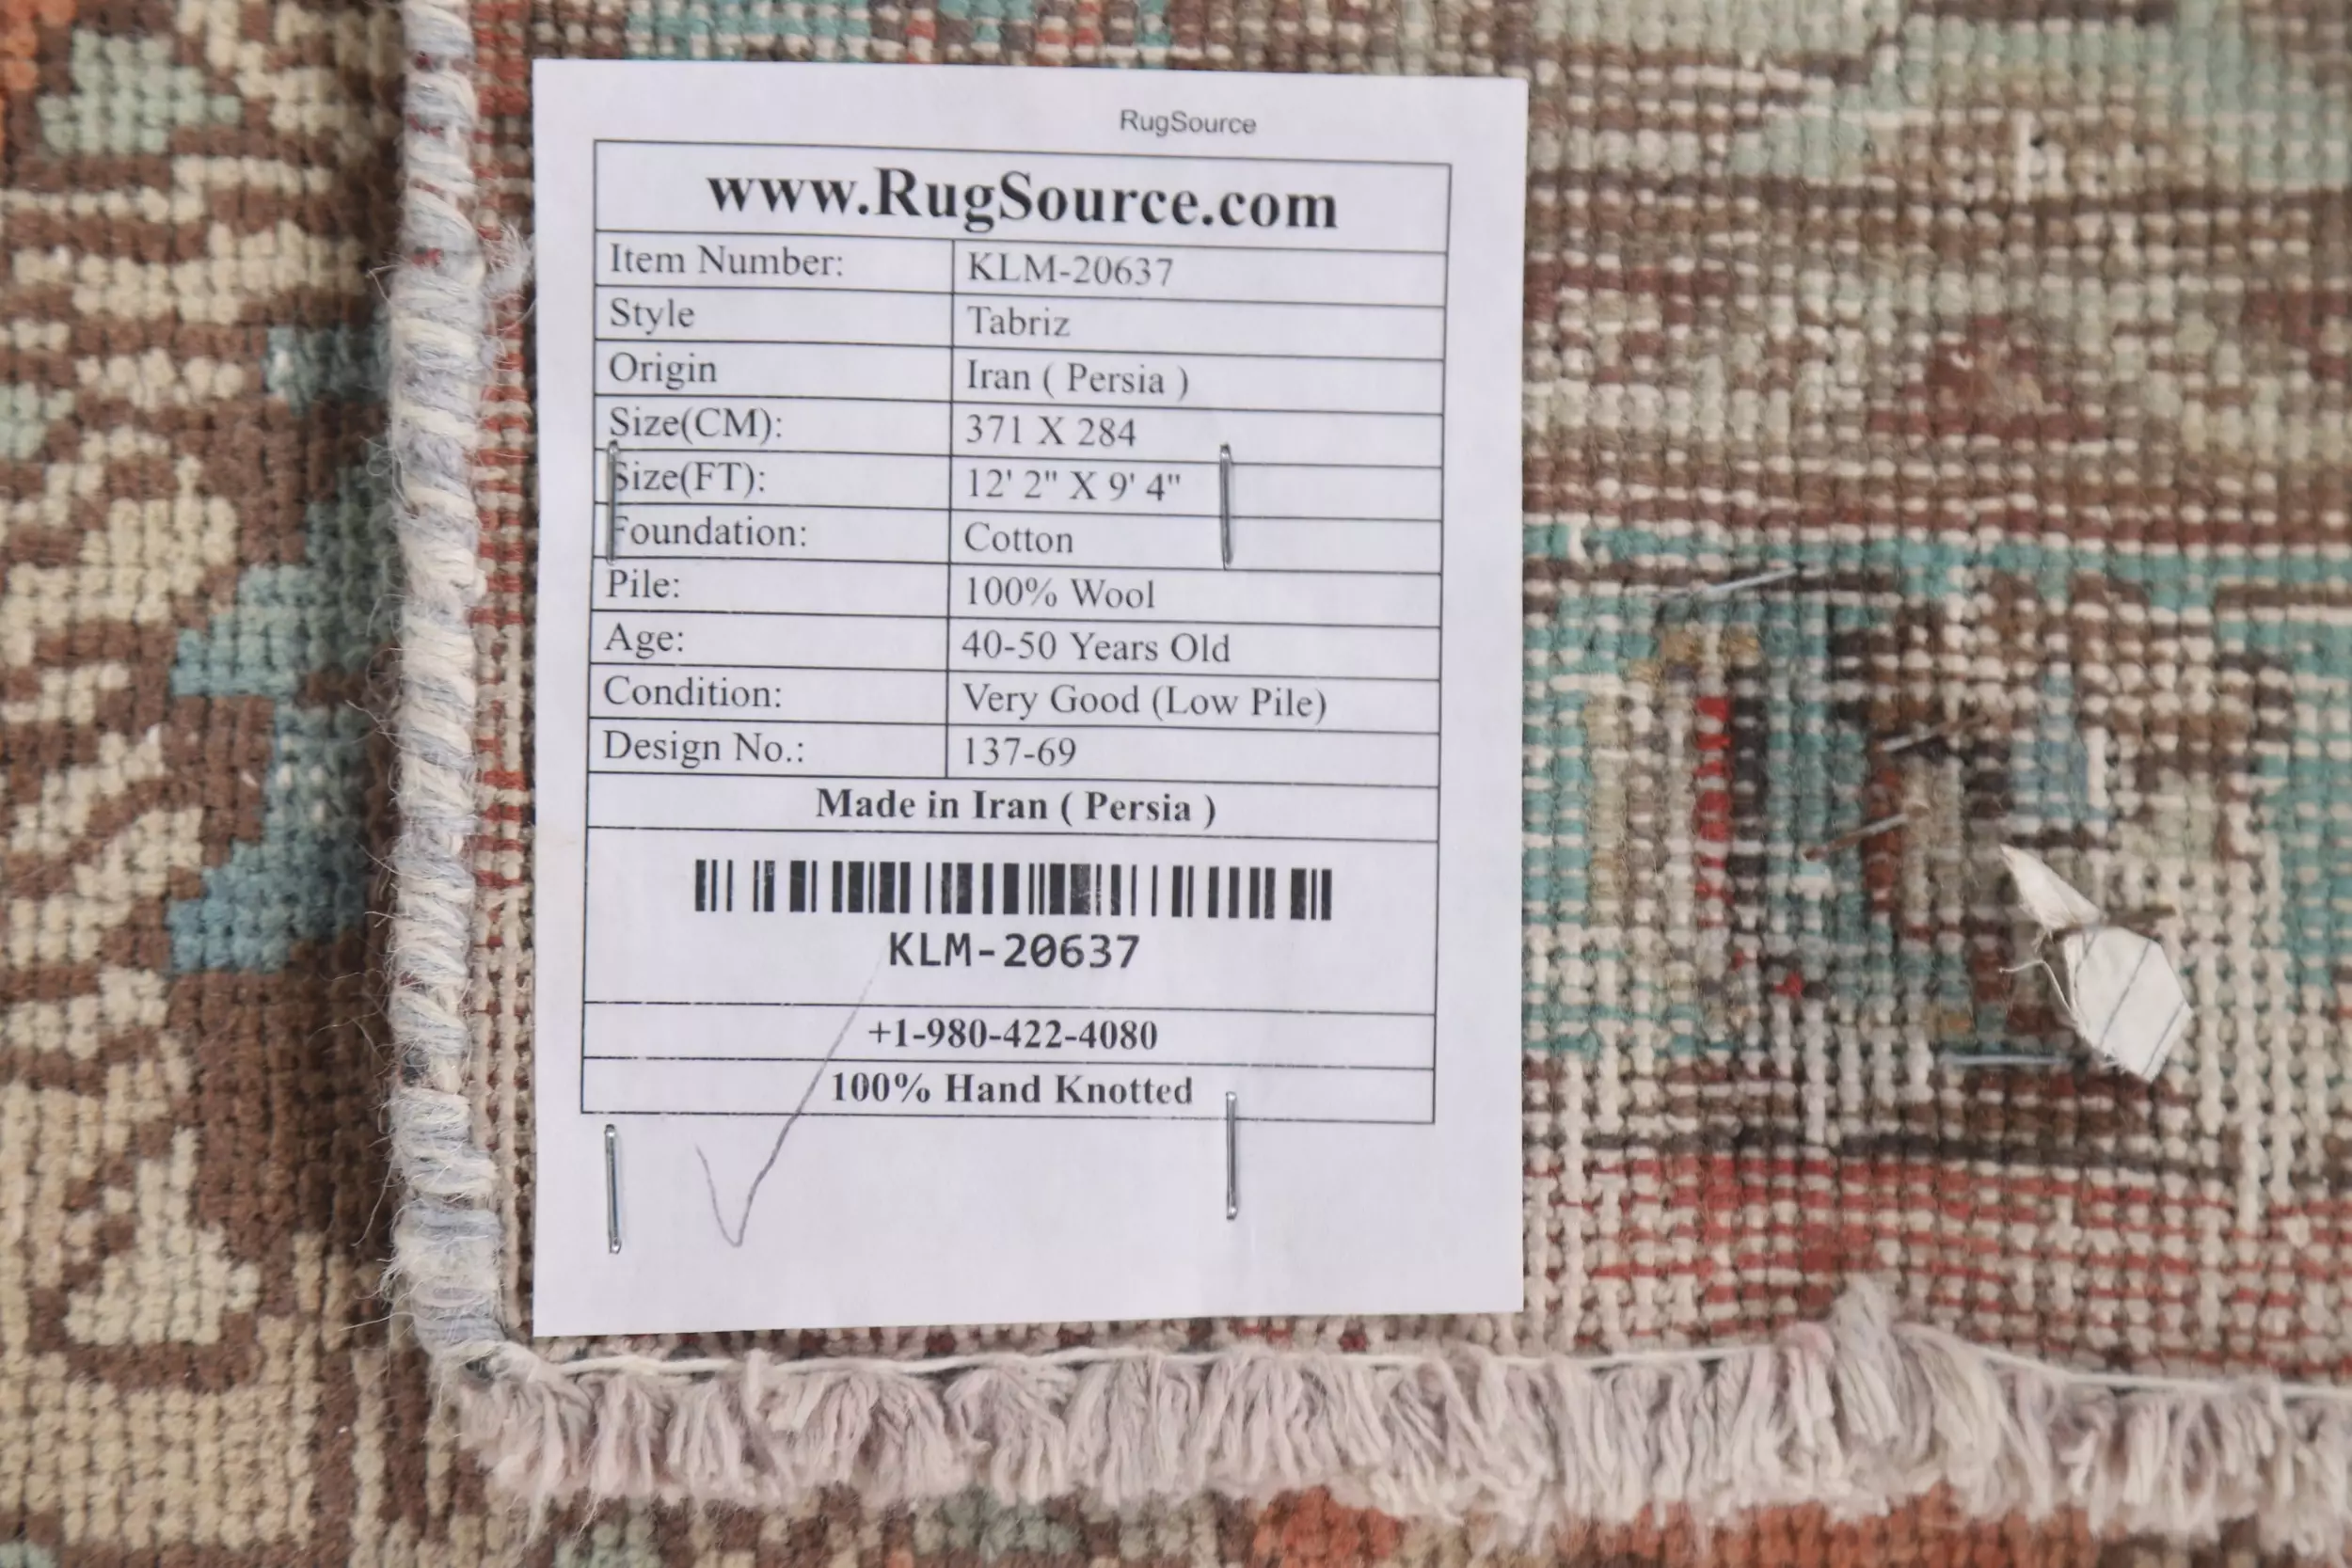 RugSource
www.RugSource.com
Item Number: KLM-20637
Style Tabriz
Origin Iran ( Persia )
Size(CM): 371 X 284
Size(FT): 12' 2" X 9' 4"
Foundation: Cotton
Pile: 100% Wool
Age: 40-50 Years Old
Condition: Very Good (Low Pile)
Design No.: 137-69
Made in Iran ( Persia )
KLM-20637
+1-980-422-4080
100% Hand Knotted